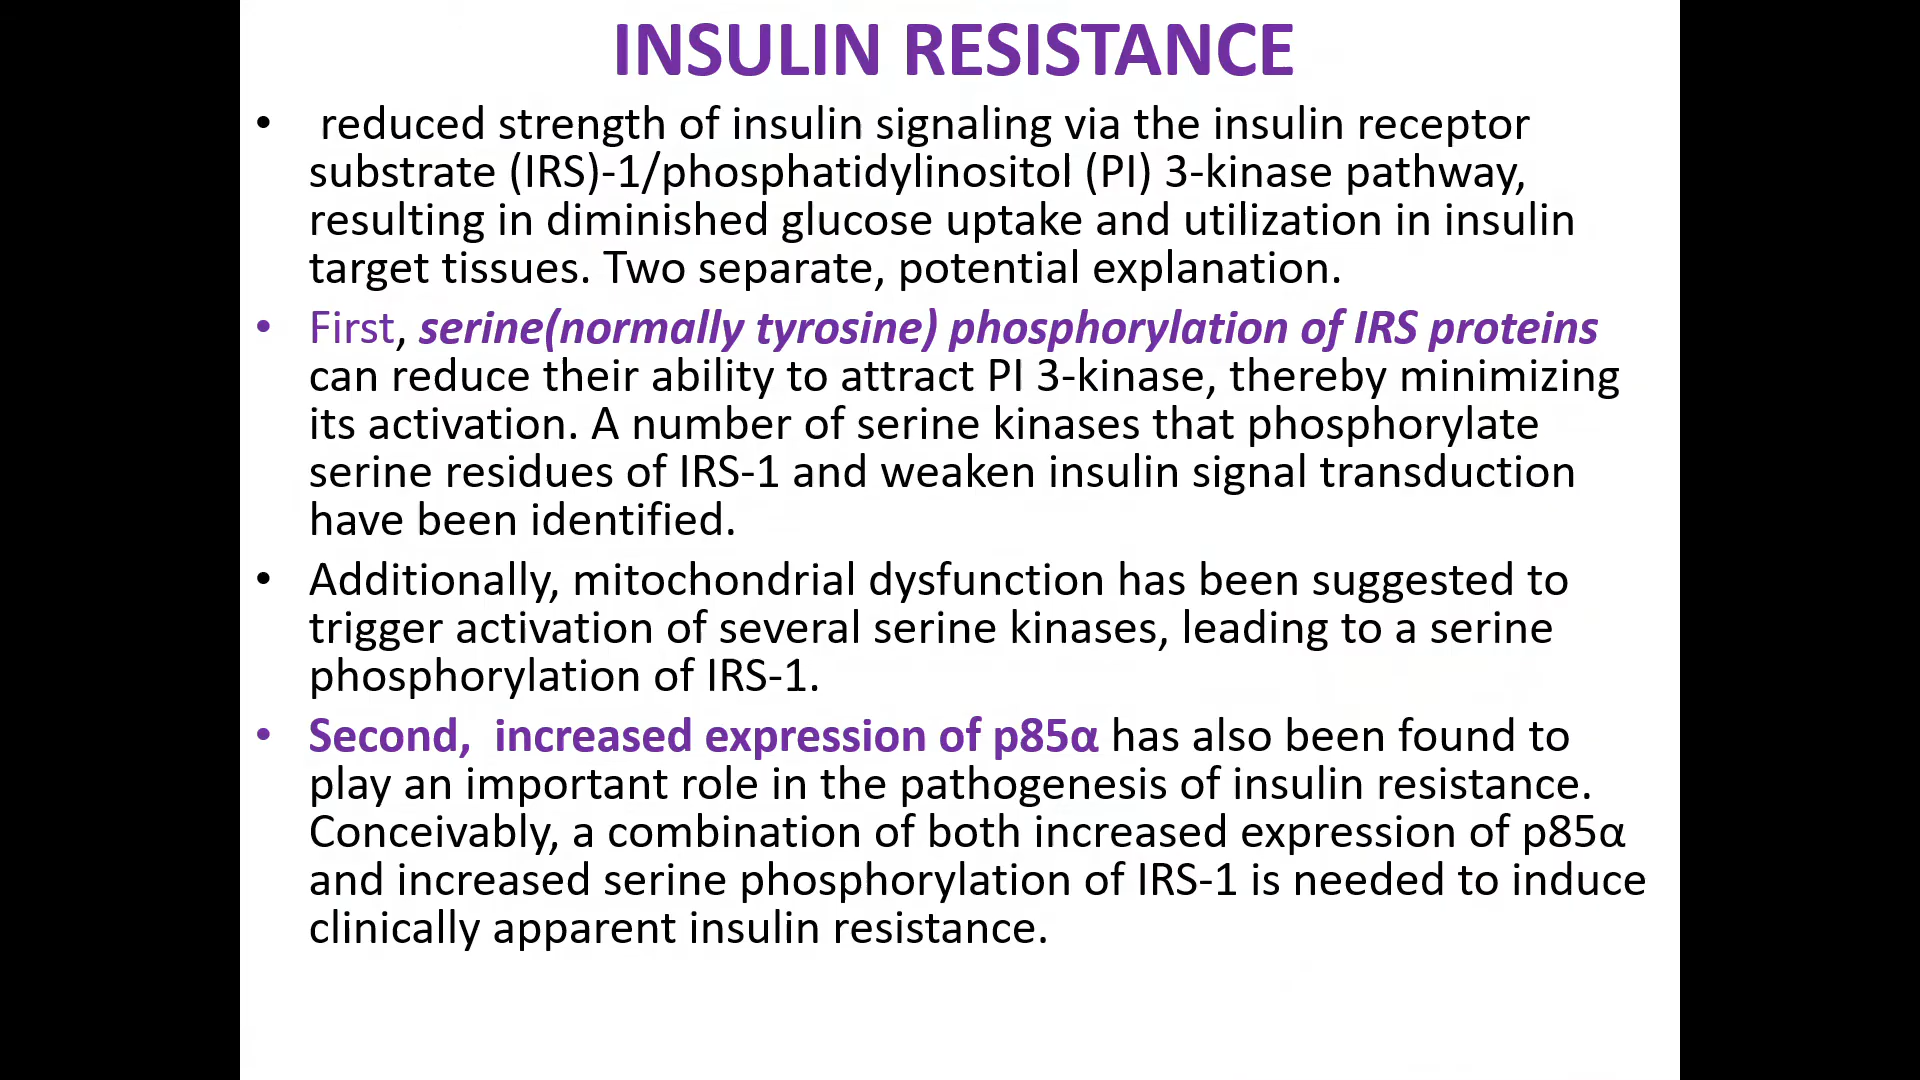 INSULIN RESISTANCE
• reduced strength of insulin signaling via the insulin receptor
substrate (IRS)-1/phosphatidylinositol (PI) 3-kinase pathway,
resulting in diminished glucose uptake and utilization in insulin
target tissues. Two separate, potential explanation.
• First, serine(normally tyrosine) phosphorylation of IRS proteins
can reduce their ability to attract PI 3-kinase, thereby minimizing
its activation. A number of serine kinases that phosphorylate
serine residues of IRS-1 and weaken insulin signal transduction
have been identified.
• Additionally, mitochondrial dysfunction has been suggested to
trigger activation of several serine kinases, leading to a serine
phosphorylation of IRS-1.
• Second, increased expression of p85α has also been found to
play an important role in the pathogenesis of insulin resistance.
Conceivably, a combination of both increased expression of p85α
and increased serine phosphorylation of IRS-1 is needed to induce
clinically apparent insulin resistance.